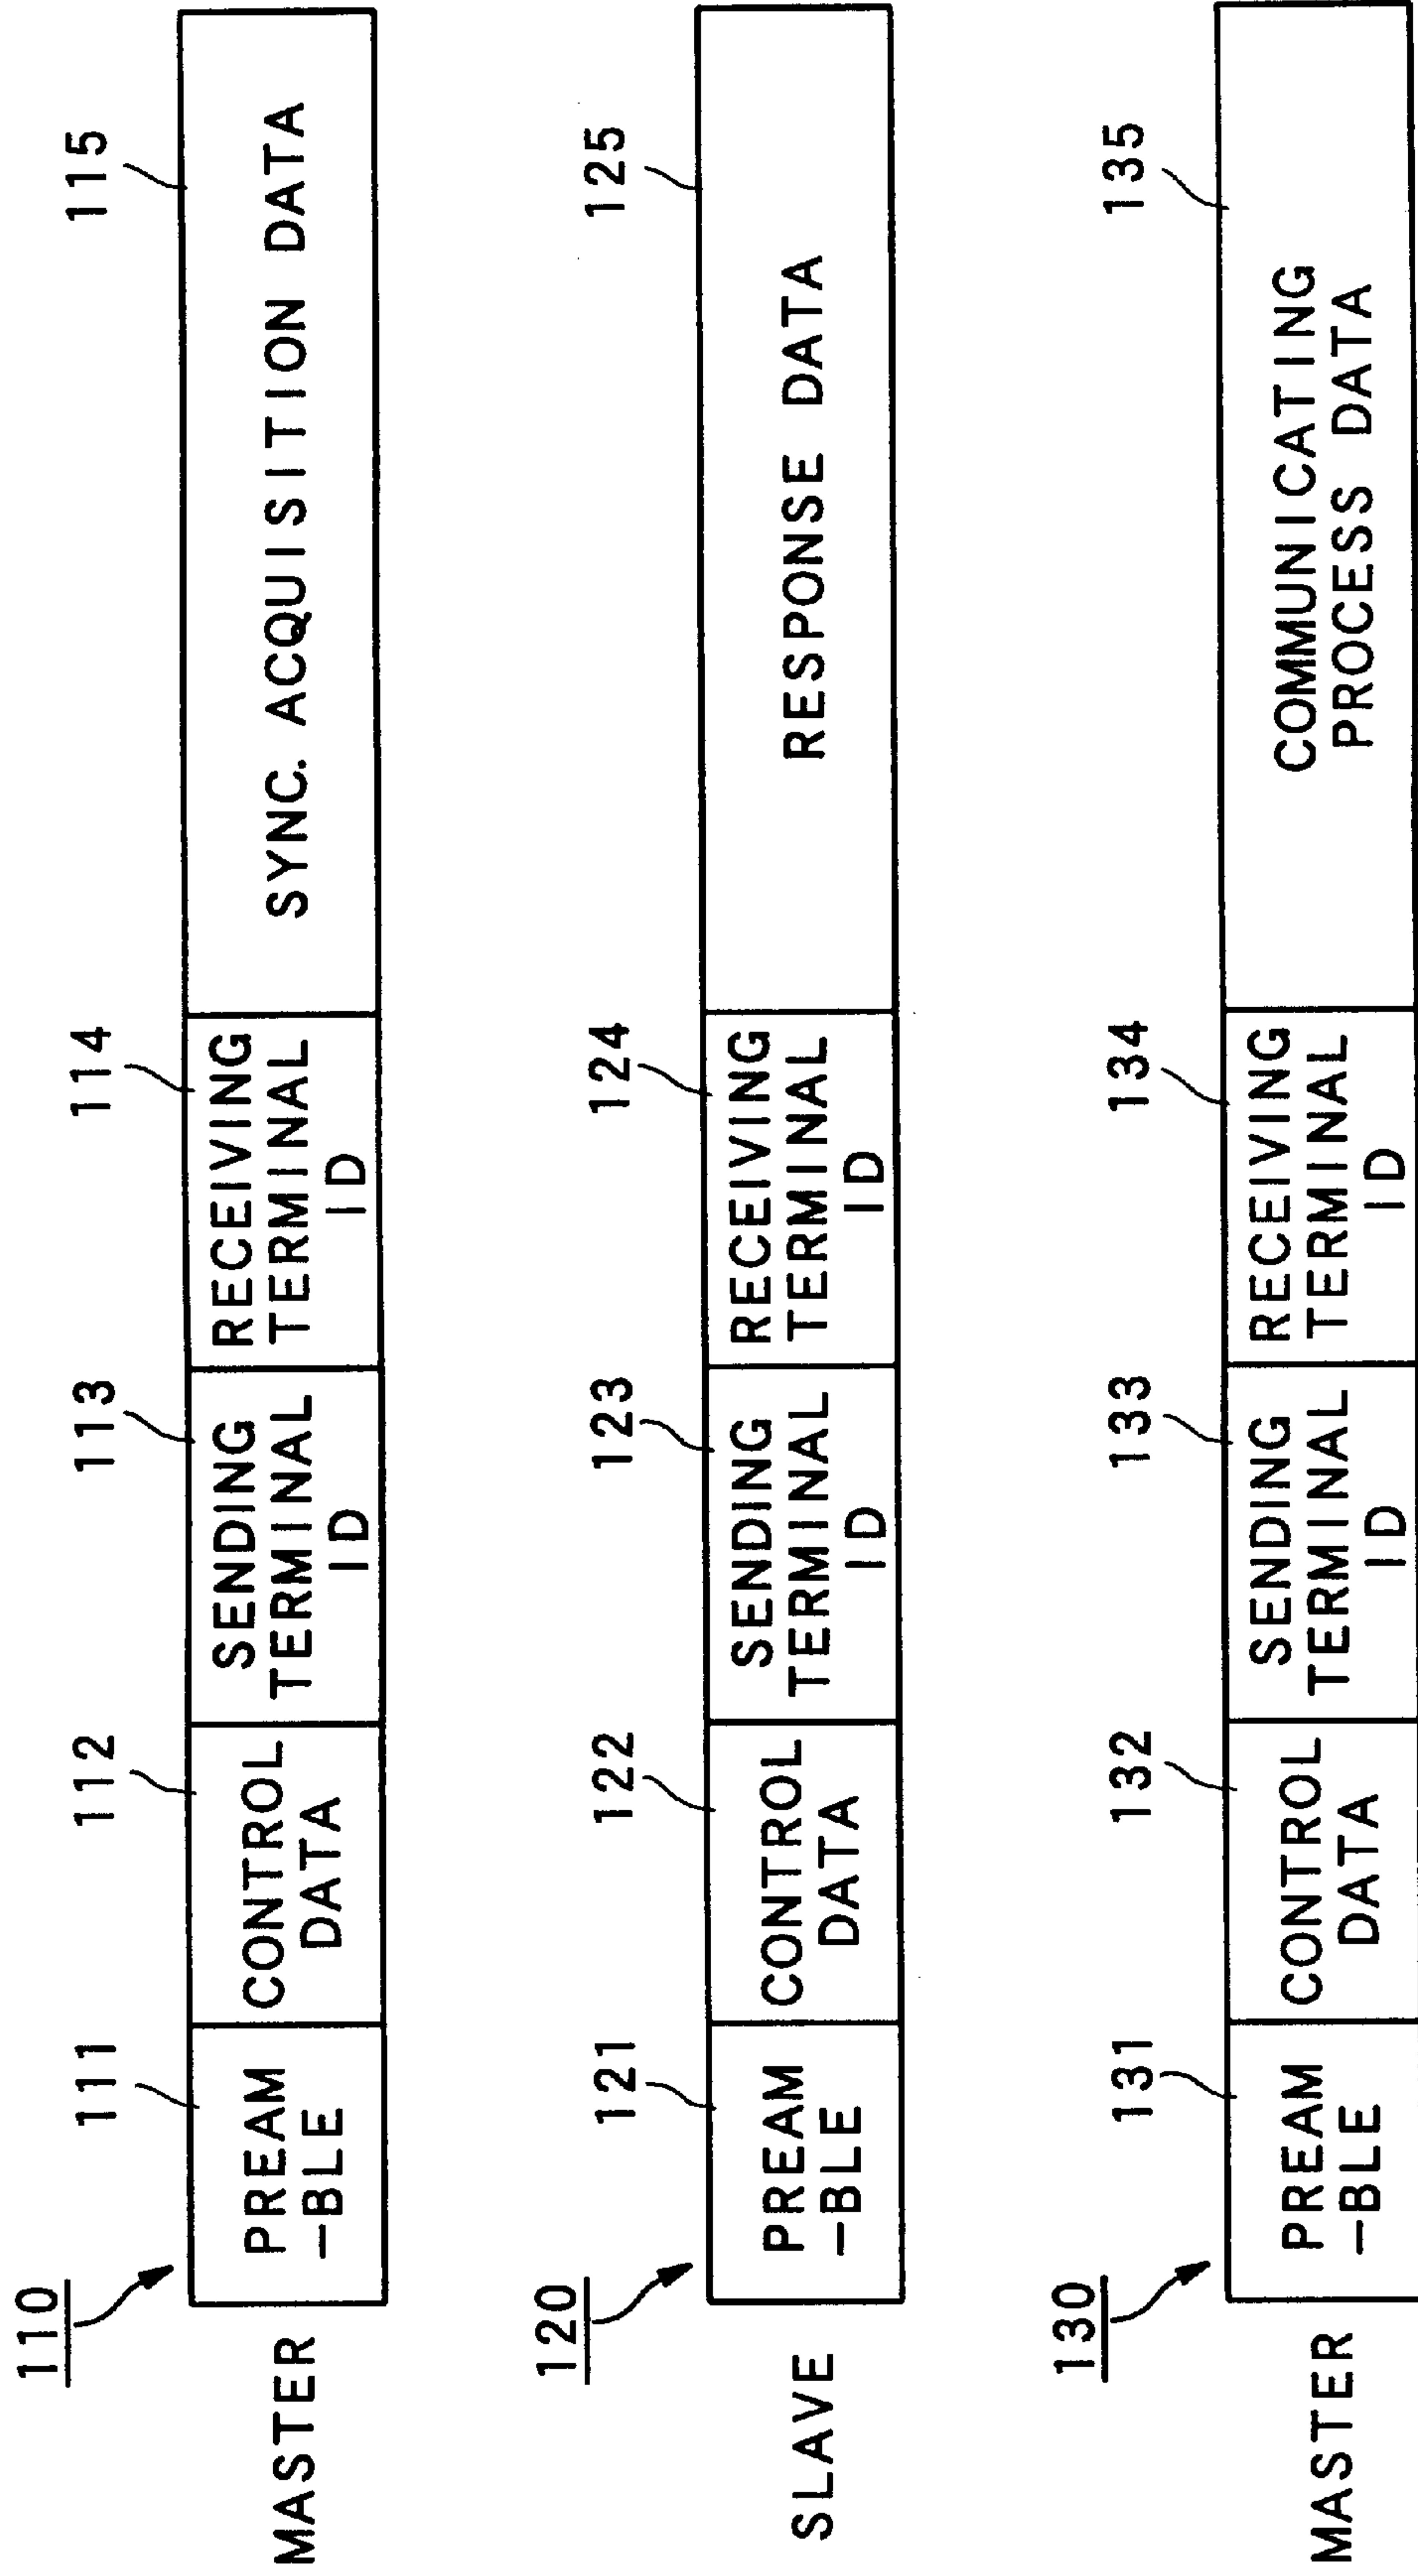 110
111
112
113
114
115
MASTER
PREAM
-BLE
CONTROL
DATA
SENDING
TERMINAL
ID
RECEIVING
TERMINAL
ID
SYNC. ACQUISITION DATA
120
121
122
123
124
125
SLAVE
PREAM
-BLE
CONTROL
DATA
SENDING
TERMINAL
ID
RECEIVING
TERMINAL
ID
RESPONSE DATA
130
131
132
133
134
135
MASTER
PREAM
-BLE
CONTROL
DATA
SENDING
TERMINAL
ID
RECEIVING
TERMINAL
ID
COMMUNICATING
PROCESS DATA